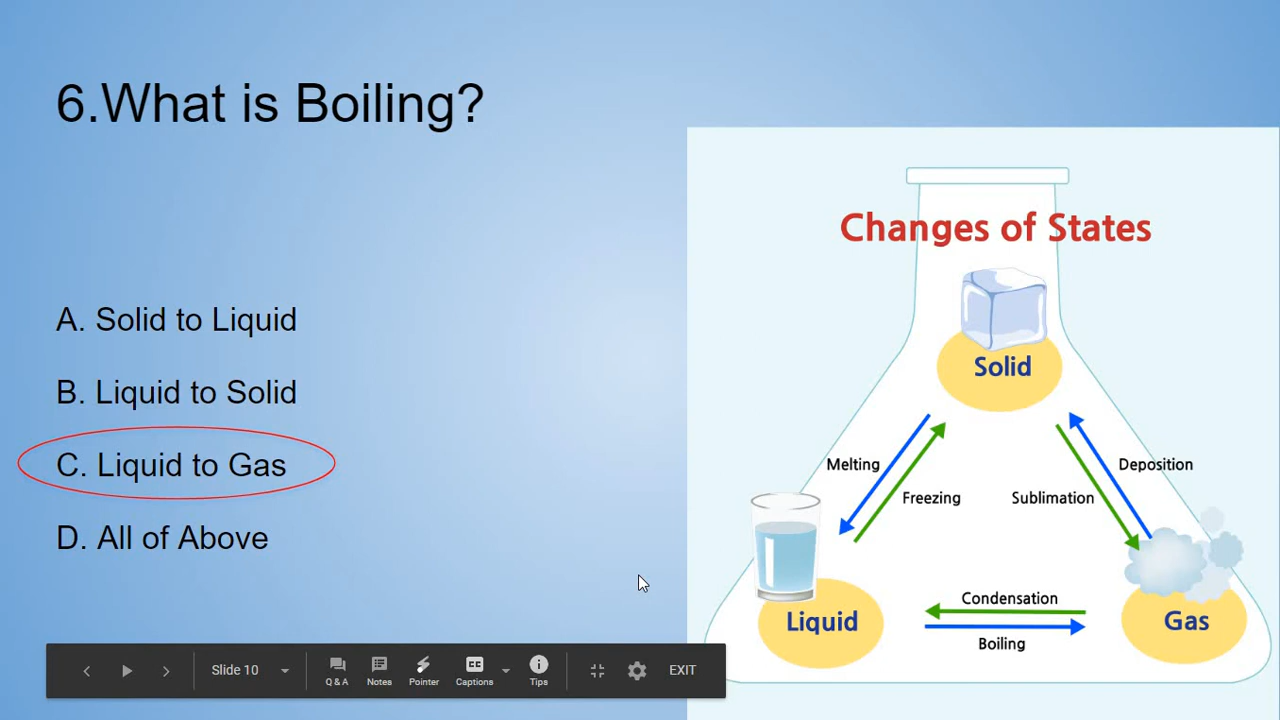 6.What is Boiling?
A. Solid to Liquid
B. Liquid to Solid
C. Liquid to Gas
D. All of Above
Changes of States
Solid
Melting
Freezing
Sublimation
Deposition
Liquid
Condensation
Boiling
Gas
Slide 10
Q & A
Notes
Pointer
CC
Captions
Tips
EXIT